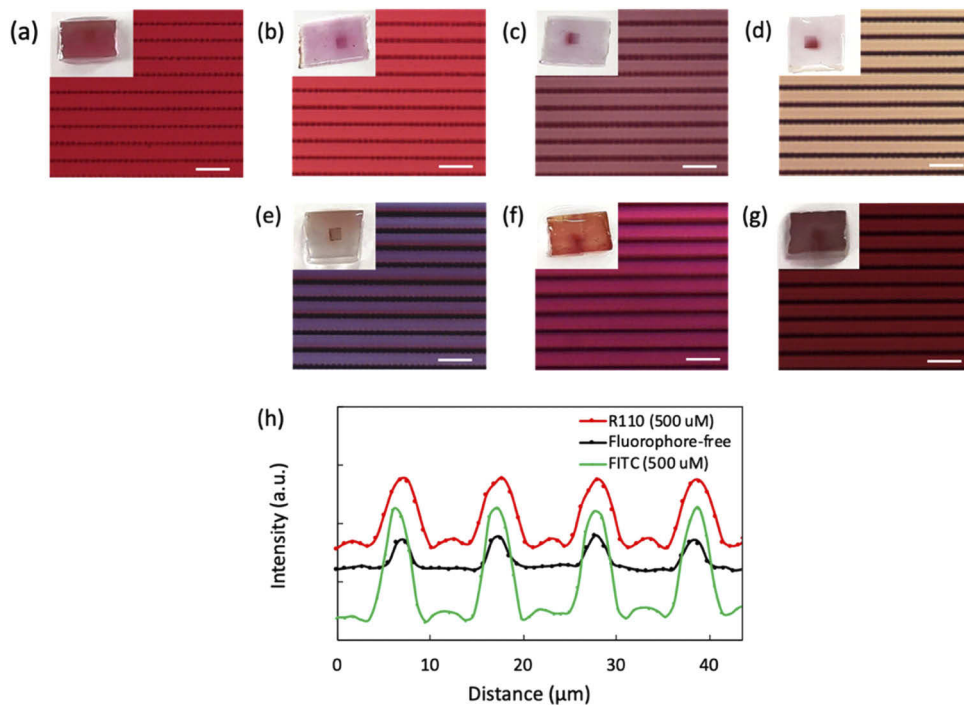 (a)
(b)
(c)
(d)
(e)
(f)
(g)
(h)
R110 (500 uM)
Fluorophore-free
FITC (500 uM)
Intensity (a.u.)
0 10 20 30 40
Distance (μm)